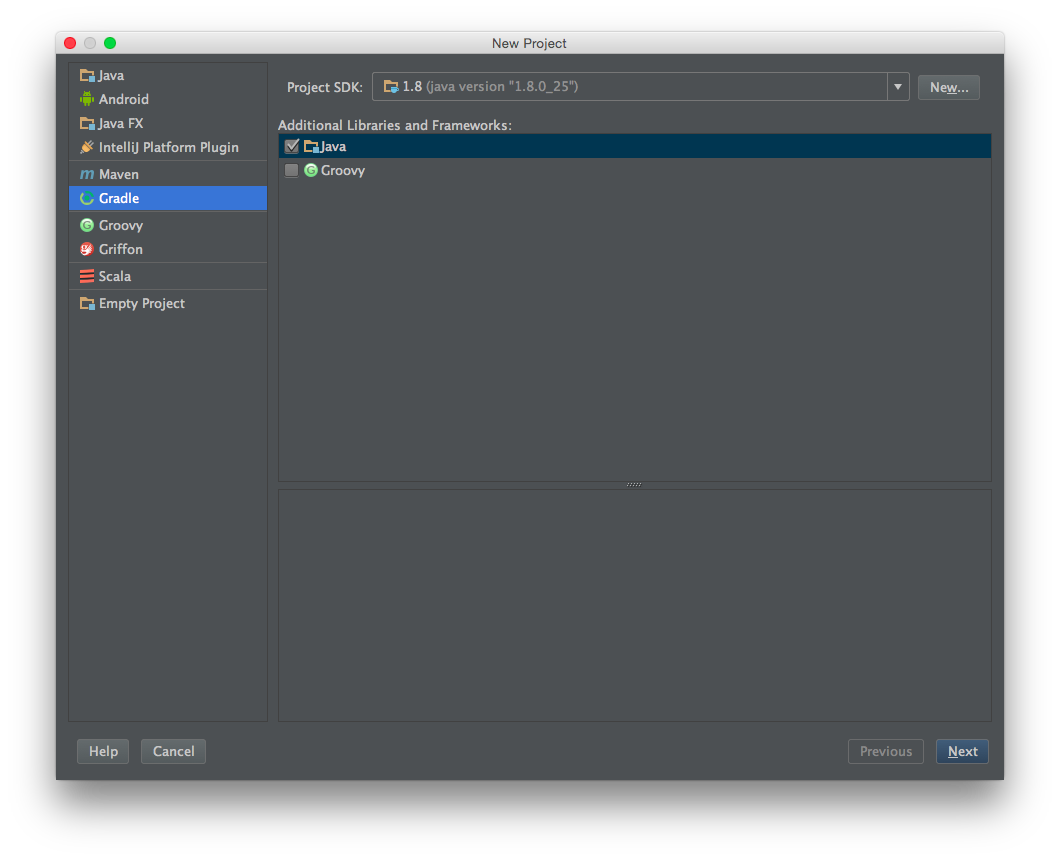 New Project
Java
Android
Java FX
IntelliJ Platform Plugin
m Maven
Gradle
G Groovy
Griffon
Scala
Empty Project
Project SDK: 1.8 (java version "1.8.0_25") New...
Additional Libraries and Frameworks:
Java
G Groovy
Help Cancel Previous Next